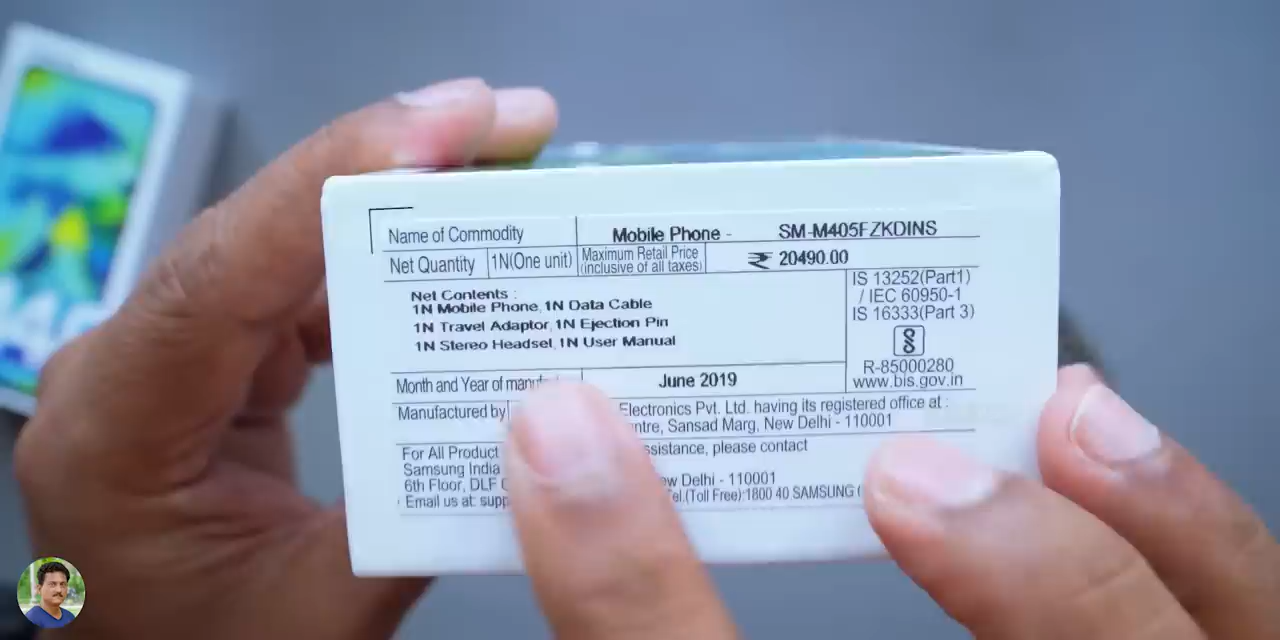 Name of Commodity Mobile Phone - SM-M405FZKDINS
Net Quantity 1N(One unit) Maximum Retail Price (inclusive of all taxes) ₹ 20490.00
Net Contents :
1N Mobile Phone, 1N Data Cable
1N Travel Adaptor, 1N Ejection Pin
1N Stereo Headset, 1N User Manual
IS 13252(Part1)
/ IEC 60950-1
IS 16333(Part 3)
R-85000280
www.bis.gov.in
Month and Year of June 2019
Manufactured by Electronics Pvt. Ltd. having its registered office at :
Sansad Marg, New Delhi - 110001
For All Product please contact
Samsung India
6th Floor, DLF Delhi - 110001
Email us at: Tel.(Toll Free):1800 40 SAMSUNG (